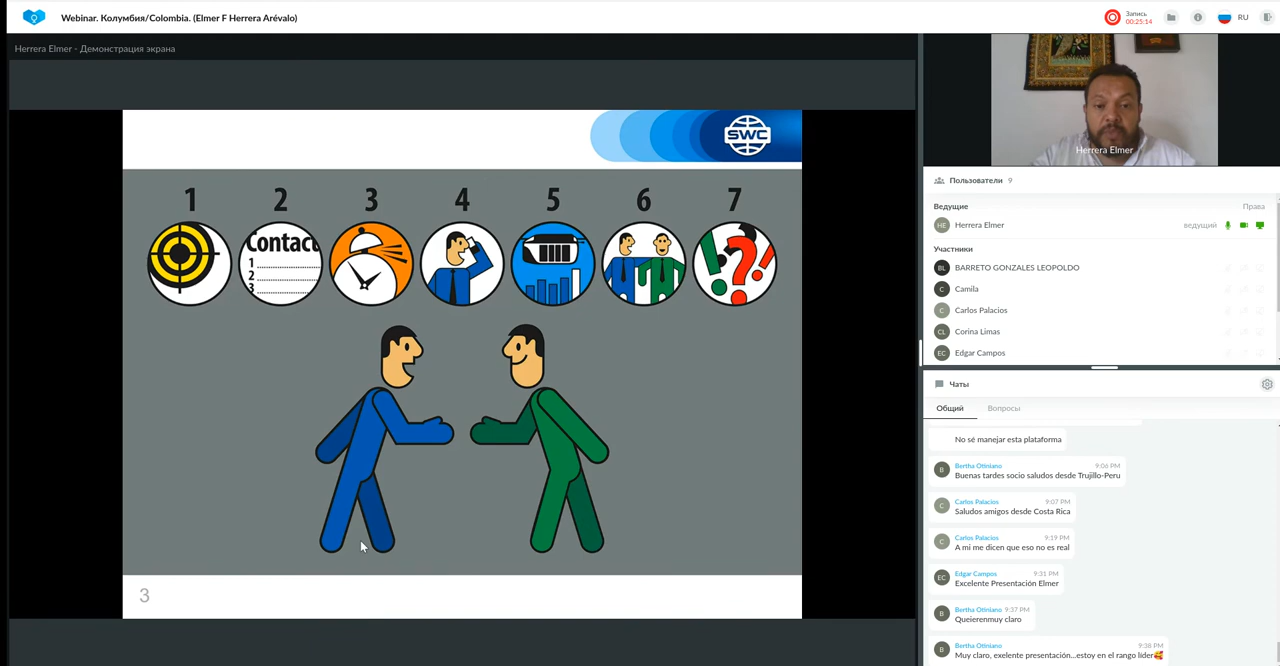 Webinar. Колумбия/Colombia. (Elmer F Herrera Arévalo)
Запись
00:25:14
RU
Herrera Elmer - Демонстрация экрана
SWC
1 2 3 4 5 6 7
Contact
1
2
3
3
Herrera Elmer
Пользователи 9
Ведущие Права
HE Herrera Elmer ведущий
Участники
BL BARRETO GONZALES LEOPOLDO
C Camila
C Carlos Palacios
CL Corina Limas
EC Edgar Campos
Чаты
Общий Вопросы
No sé manejar esta plataforma
B Bertha Otiniano 9:06 PM
Buenas tardes socio saludos desde Trujillo-Peru
C Carlos Palacios 9:07 PM
Saludos amigos desde Costa Rica
C Carlos Palacios 9:19 PM
A mi me dicen que eso no es real
EC Edgar Campos 9:31 PM
Excelente Presentación Elmer
B Bertha Otiniano 9:37 PM
Queierenmuy claro
B Bertha Otiniano 9:38 PM
Muy claro, exelente presentación...estoy en el rango líder🥰